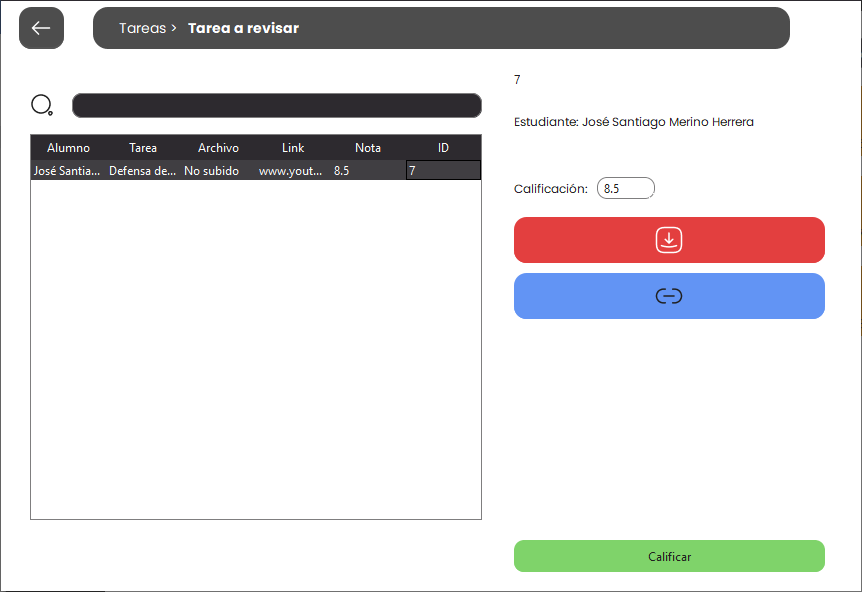 Tareas > Tarea a revisar
7
Estudiante: José Santiago Merino Herrera
Alumno Tarea Archivo Link Nota ID
José Santia... Defensa de... No subido www.yout... 8.5 7
Calificación: 8.5
Calificar